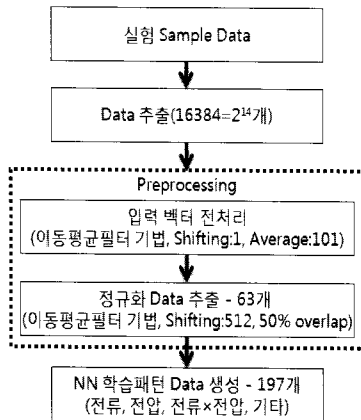 실험 Sample Data
Data 추출(16384=2¹⁴개)
Preprocessing
입력 벡터 전처리
(이동평균필터 기법, Shifting:1, Average:101)
정규화 Data 추출 - 63개
(이동평균필터 기법, Shifting:512, 50% overlap)
NN 학습패턴 Data 생성 - 197개
(전류, 전압, 전류×전압, 기타)